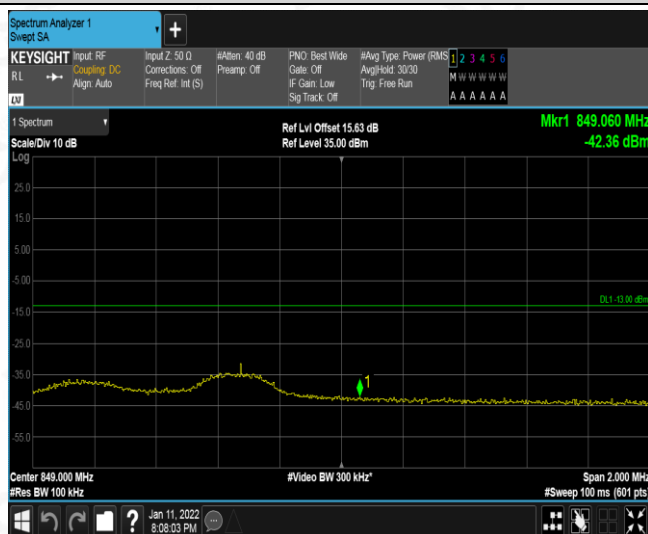 Spectrum Analyzer 1
Swept SA
+
KEYSIGHT
RL
LXI
Input: RF
Coupling: DC
Align: Auto
Input Z: 50 Ω
Corrections: Off
Freq Ref: Int (S)
#Atten: 40 dB
Preamp: Off
PNO: Best Wide
Gate: Off
IF Gain: Low
Sig Track: Off
#Avg Type: Power (RMS
Avg|Hold: 30/30
Trig: Free Run
1 2 3 4 5 6
M W W W W W
A A A A A A
1 Spectrum
Scale/Div 10 dB
Log
Ref Lvl Offset 15.63 dB
Ref Level 35.00 dBm
Mkr1 849.060 MHz
-42.36 dBm
25.0
15.0
5.00
-5.00
DL1 -13.00 dBm
-15.0
-25.0
-35.0
1
-45.0
-55.0
Center 849.000 MHz
#Res BW 100 kHz
#Video BW 300 kHz*
Span 2.000 MHz
#Sweep 100 ms (601 pts)
?
Jan 11, 2022
8:08:03 PM